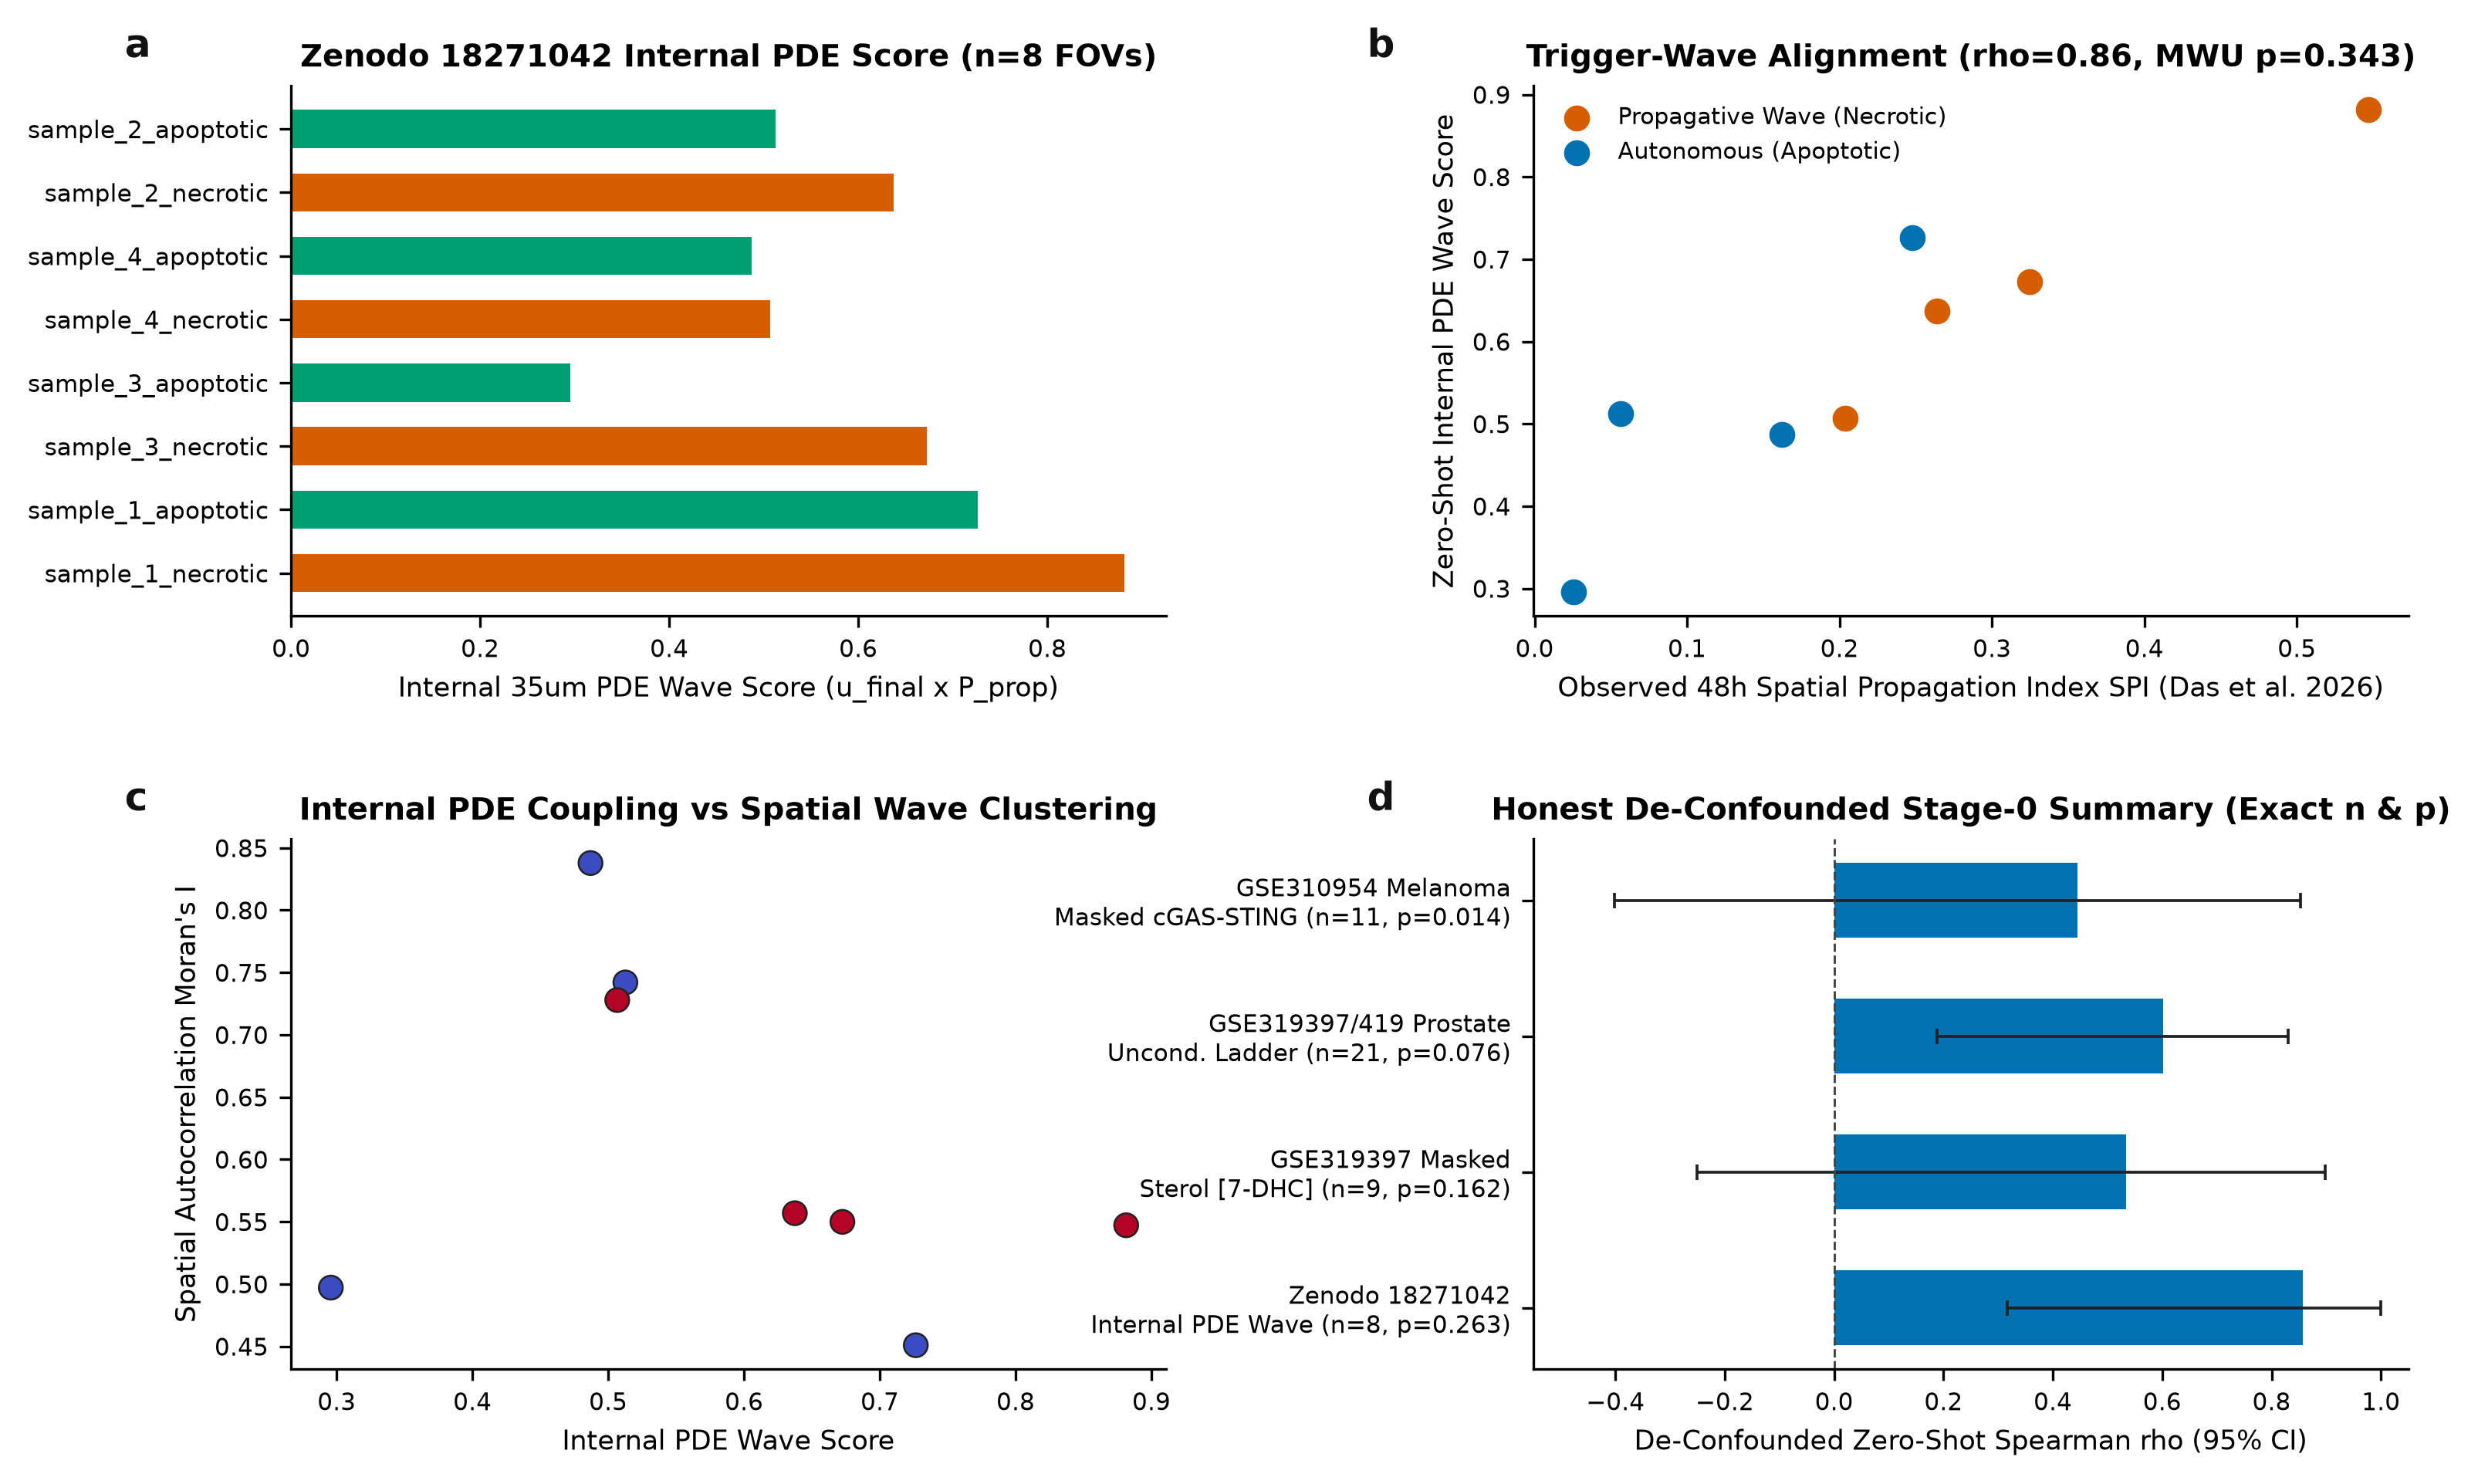 a
Zenodo 18271042 Internal PDE Score (n=8 FOVs)
sample_2_apoptotic
sample_2_necrotic
sample_4_apoptotic
sample_4_necrotic
sample_3_apoptotic
sample_3_necrotic
sample_1_apoptotic
sample_1_necrotic
0.0 0.2 0.4 0.6 0.8
Internal 35um PDE Wave Score (u_final x P_prop)
b
Trigger-Wave Alignment (rho=0.86, MWU p=0.343)
Propagative Wave (Necrotic)
Autonomous (Apoptotic)
Zero-Shot Internal PDE Wave Score
0.9
0.8
0.7
0.6
0.5
0.4
0.3
0.0 0.1 0.2 0.3 0.4 0.5
Observed 48h Spatial Propagation Index SPI (Das et al. 2026)
c
Internal PDE Coupling vs Spatial Wave Clustering
Spatial Autocorrelation Moran's I
0.85
0.80
0.75
0.70
0.65
0.60
0.55
0.50
0.45
0.3 0.4 0.5 0.6 0.7 0.8 0.9
Internal PDE Wave Score
d
Honest De-Confounded Stage-0 Summary (Exact n & p)
GSE310954 Melanoma
Masked cGAS-STING (n=11, p=0.014)
GSE319397/419 Prostate
Uncond. Ladder (n=21, p=0.076)
GSE319397 Masked
Sterol [7-DHC] (n=9, p=0.162)
Zenodo 18271042
Internal PDE Wave (n=8, p=0.263)
−0.4 −0.2 0.0 0.2 0.4 0.6 0.8 1.0
De-Confounded Zero-Shot Spearman rho (95% CI)